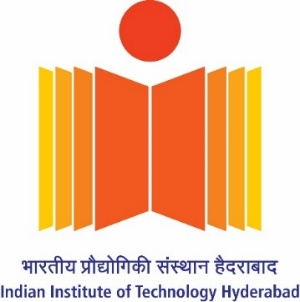 भारतीय प्रौद्योगिकी संस्थान हैदराबाद
Indian Institute of Technology Hyderabad